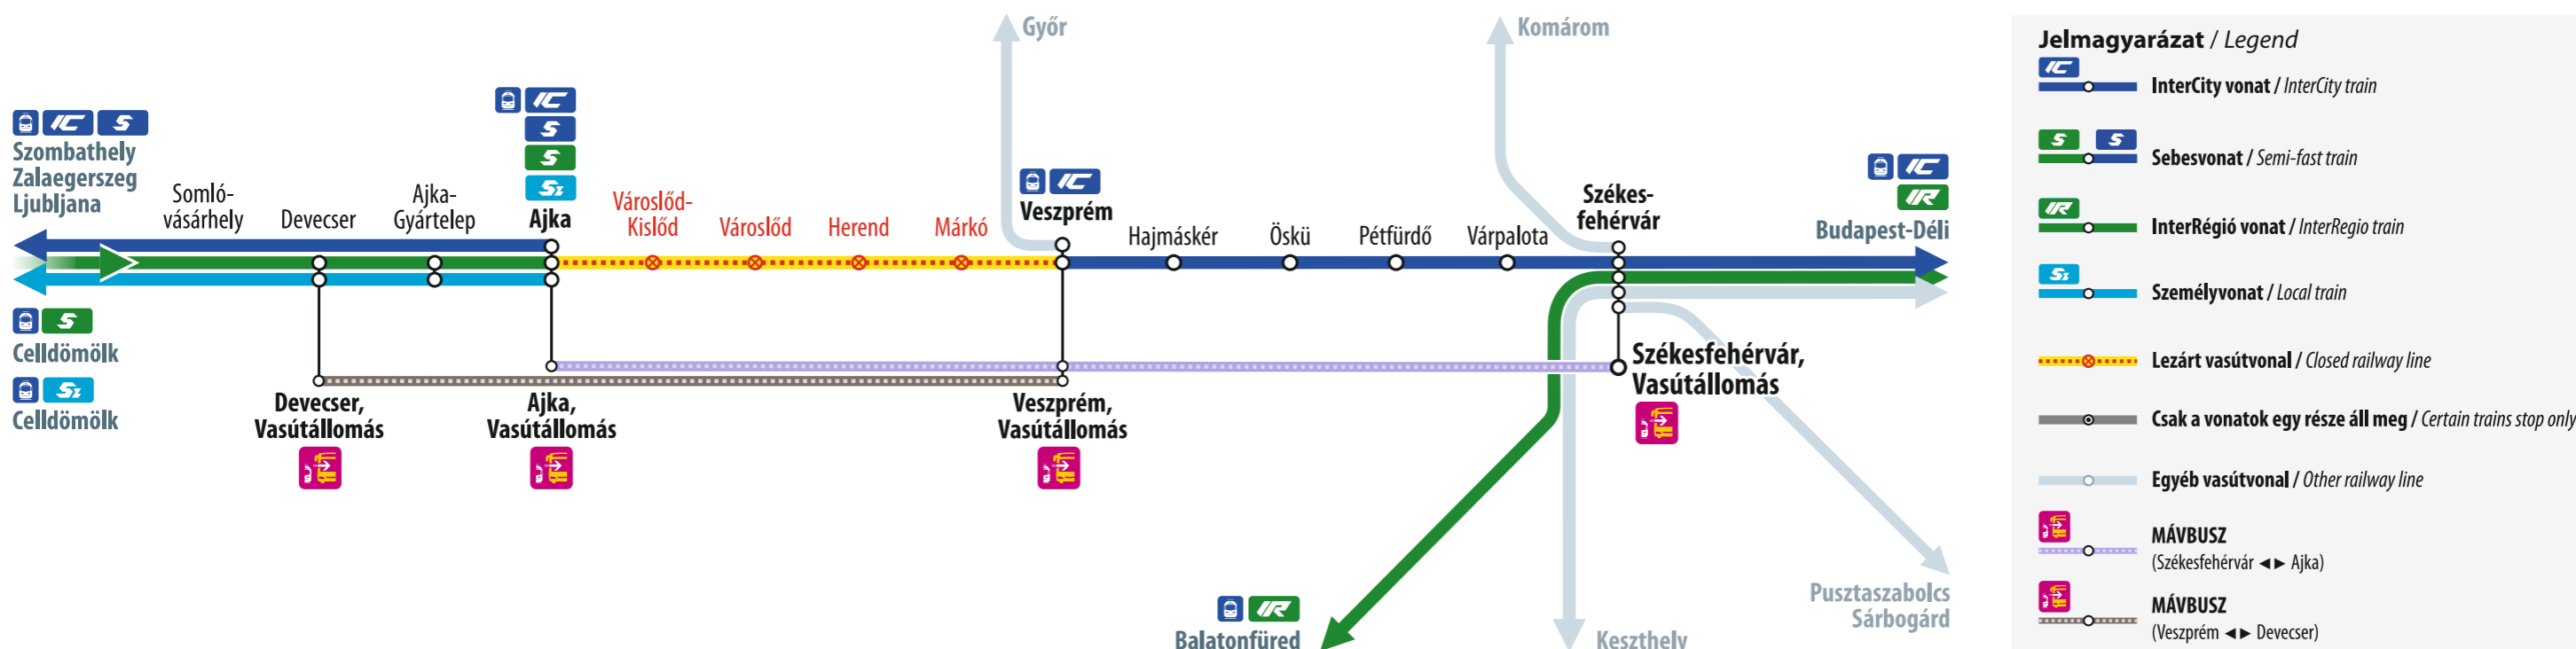 Győr
Komárom
IC
S
Szombathely
Zalaegerszeg
Ljubljana
Somló-
vásárhely
Devecser
Ajka-
Gyártelep
IC
S
S
Sz
Ajka
Városlőd-
Kislőd
Városlőd
Herend
Márkó
IC
Veszprém
Hajmáskér
Öskü
Pétfürdő
Várpalota
Székes-
fehérvár
IC
IR
Budapest-Déli
S
Celldömölk
Sz
Celldömölk
Devecser,
Vasútállomás
Ajka,
Vasútállomás
Veszprém,
Vasútállomás
Székesfehérvár,
Vasútállomás
IR
Balatonfüred
Keszthely
Pusztaszabolcs
Sárbogárd
Jelmagyarázat / Legend
IC
InterCity vonat / InterCity train
S S
Sebesvonat / Semi-fast train
IR
InterRégió vonat / InterRegio train
Sz
Személyvonat / Local train
Lezárt vasútvonal / Closed railway line
Csak a vonatok egy része áll meg / Certain trains stop only
Egyéb vasútvonal / Other railway line
MÁVBUSZ
(Székesfehérvár ◄► Ajka)
MÁVBUSZ
(Veszprém ◄► Devecser)